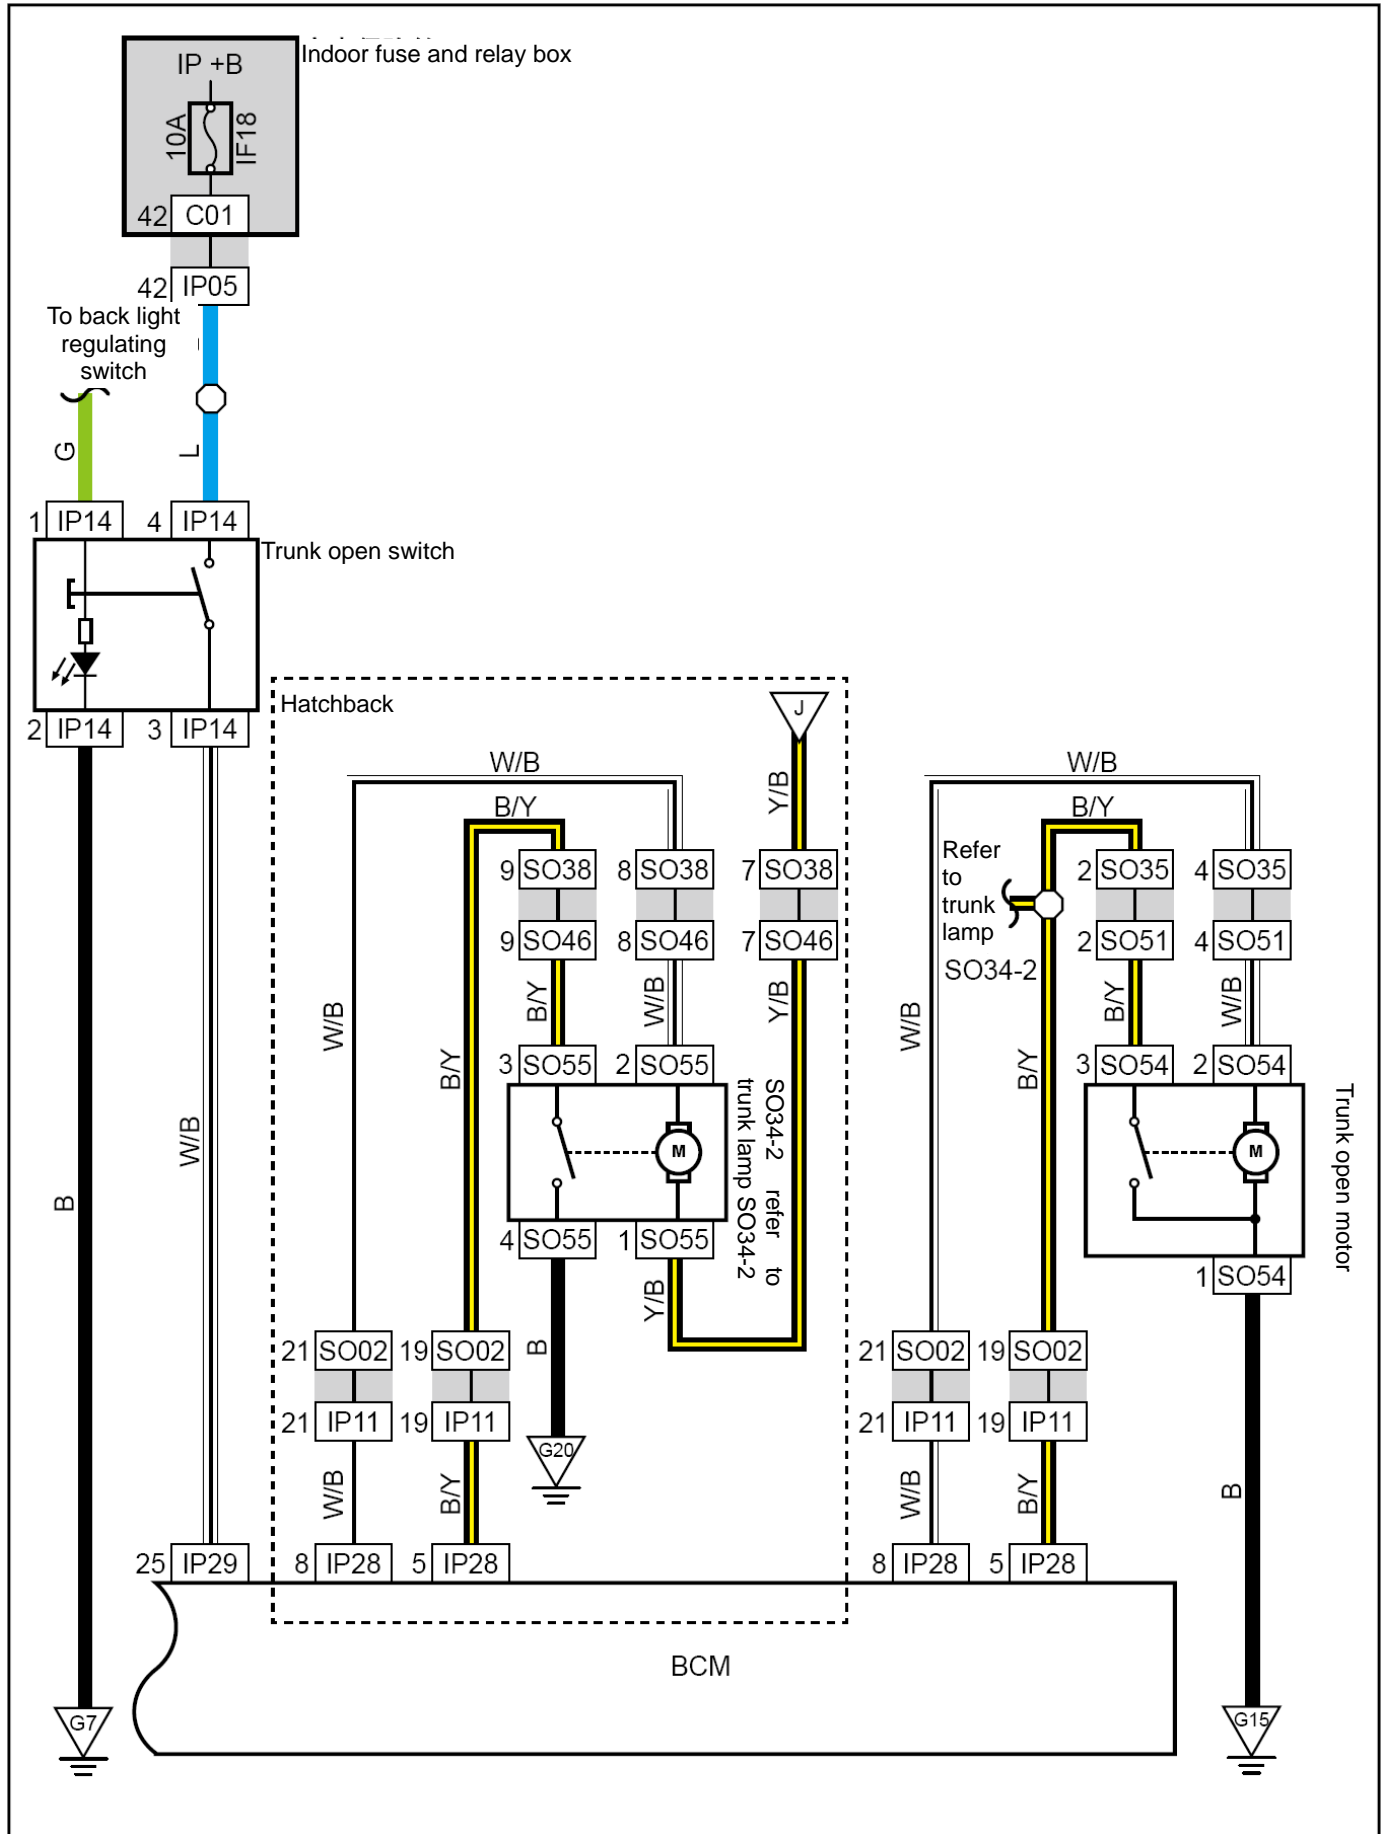 Indoor fuse and relay box
IP +B
10A
IF18
42 C01
42 IP05
To back light
regulating
switch
G
L
1 IP14 4 IP14
Trunk open switch
2 IP14 3 IP14
Hatchback
J
W/B
W/B
Y/B
B/Y
B/Y
9 SO38 8 SO38 7 SO38
Refer
to
trunk
lamp
SO34-2
2 SO35 4 SO35
9 SO46 8 SO46 7 SO46
2 SO51 4 SO51
W/B
B/Y
B/Y
W/B
Y/B
W/B
B/Y
B/Y
W/B
3 SO55 2 SO55
3 SO54 2 SO54
SO34-2 refer to
trunk lamp SO34-2
Trunk open motor
M
M
B
W/B
4 SO55 1 SO55
1 SO54
Y/B
B
21 SO02 19 SO02
21 SO02 19 SO02
21 IP11 19 IP11
21 IP11 19 IP11
G20
W/B
B/Y
W/B
B/Y
B
25 IP29 8 IP28 5 IP28
8 IP28 5 IP28
BCM
G7
G15